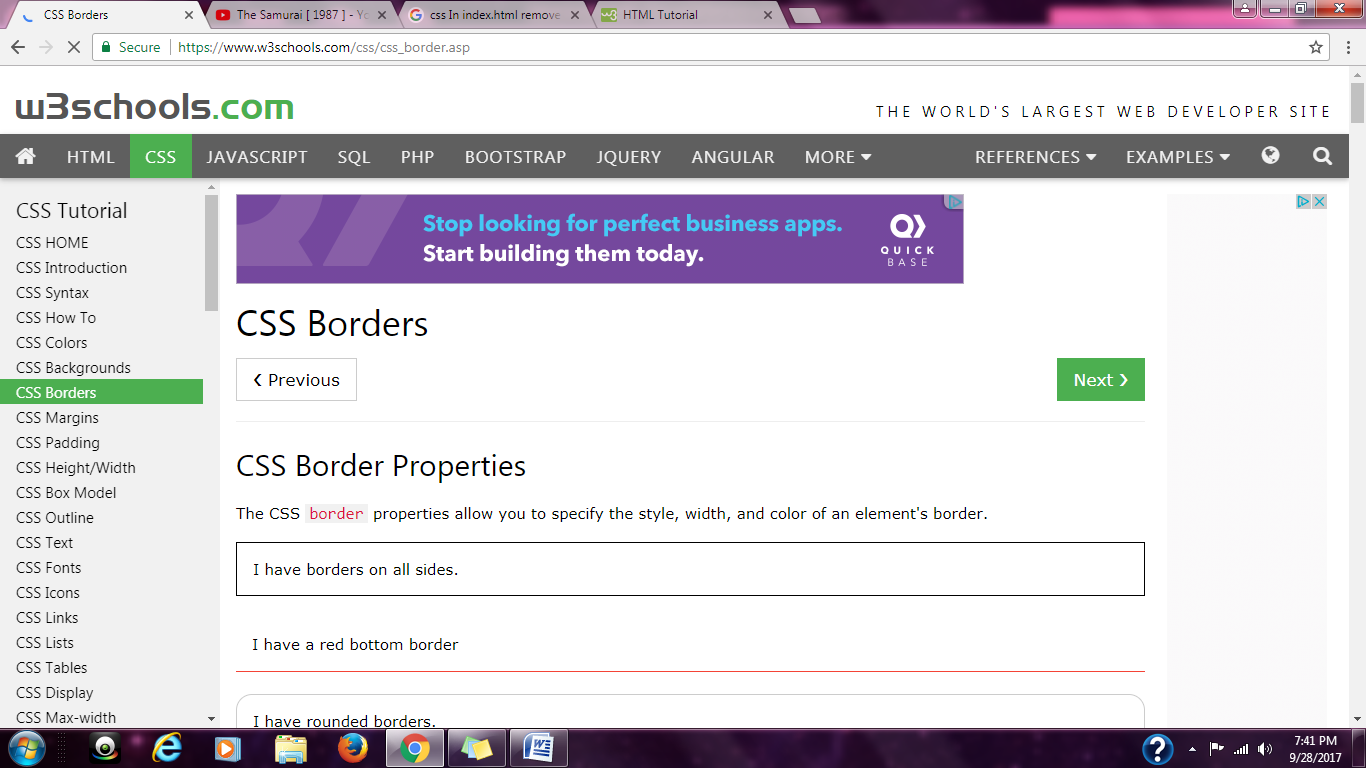 CSS Borders
The Samurai [ 1987 ] - Yo
css In index.html remove
HTML Tutorial
Secure https://www.w3schools.com/css/css_border.asp
w3schools.com
THE WORLD'S LARGEST WEB DEVELOPER SITE
HTML CSS JAVASCRIPT SQL PHP BOOTSTRAP JQUERY ANGULAR MORE REFERENCES EXAMPLES
CSS Tutorial
CSS HOME
CSS Introduction
CSS Syntax
CSS How To
CSS Colors
CSS Backgrounds
CSS Borders
CSS Margins
CSS Padding
CSS Height/Width
CSS Box Model
CSS Outline
CSS Text
CSS Fonts
CSS Icons
CSS Links
CSS Lists
CSS Tables
CSS Display
CSS Max-width
Stop looking for perfect business apps.
Start building them today.
QUICK
BASE
CSS Borders
❮ Previous
Next ❯
CSS Border Properties
The CSS border properties allow you to specify the style, width, and color of an element's border.
I have borders on all sides.
I have a red bottom border
I have rounded borders.
7:41 PM
9/28/2017